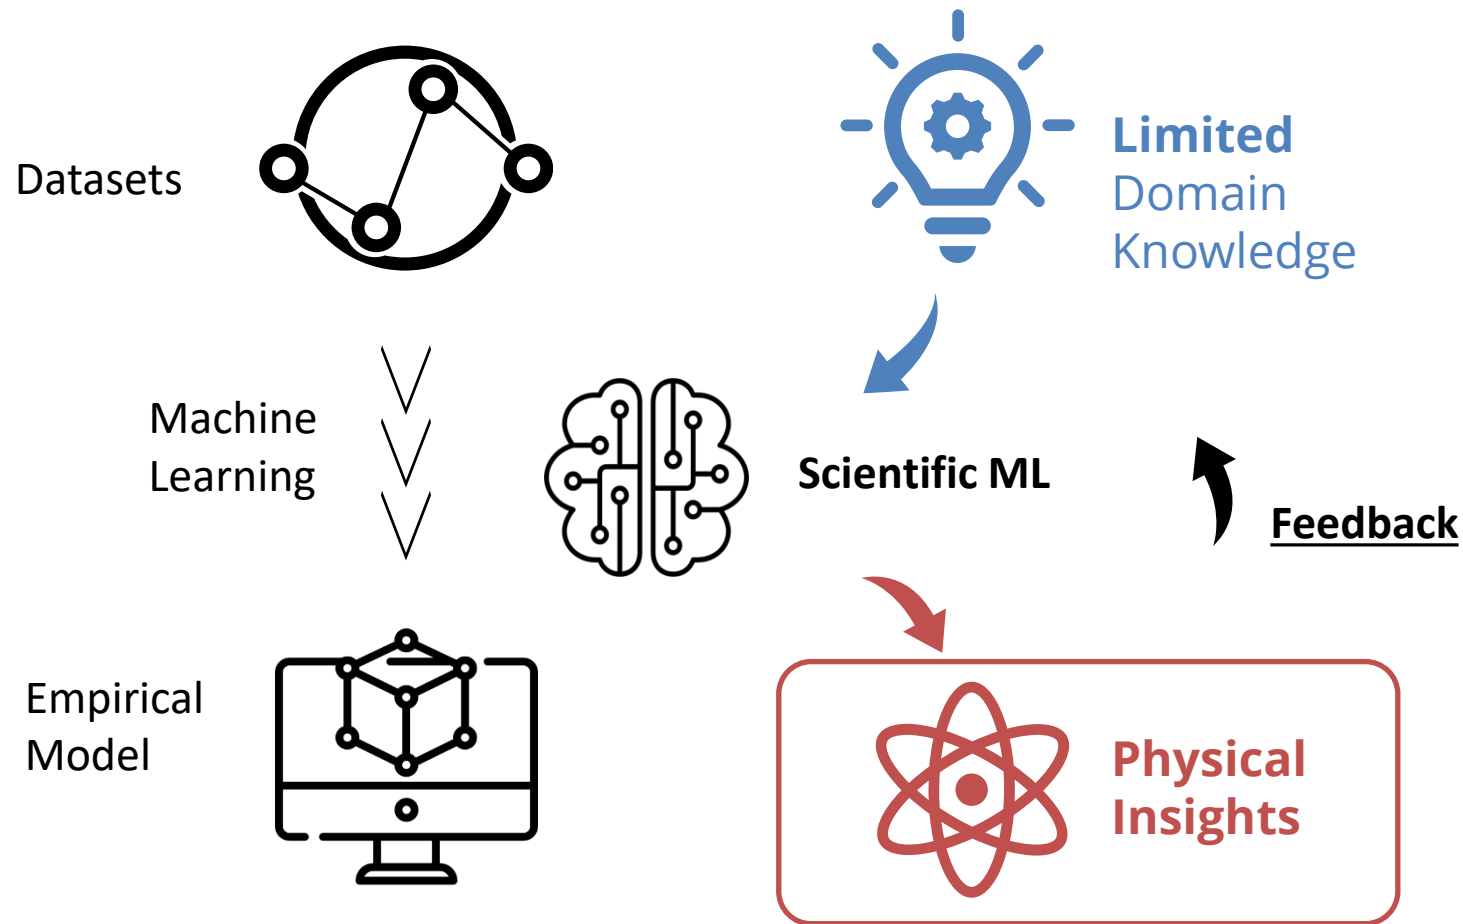 Datasets
Limited
Domain
Knowledge
Machine
Learning
Scientific ML
Feedback
Empirical
Model
Physical
Insights